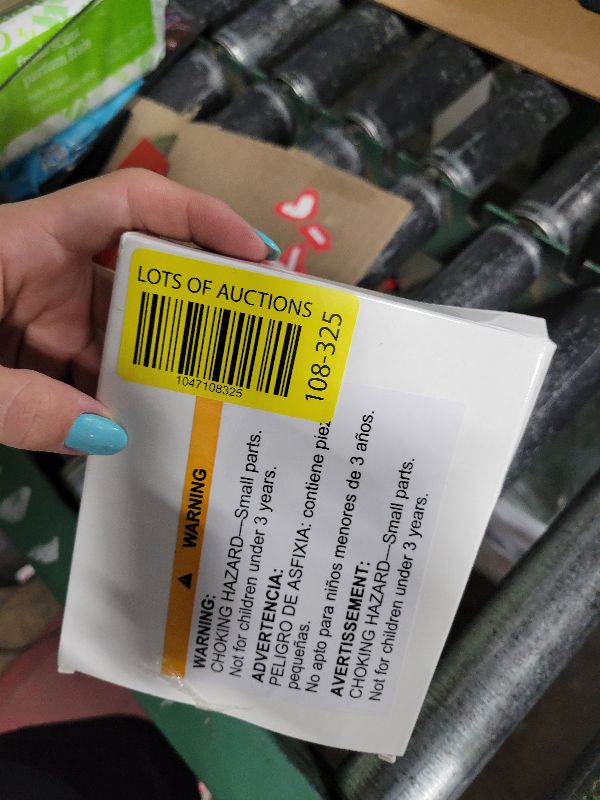 LOTS OF AUCTIONS
1047108325
108-325
WARNING
WARNING:
CHOKING HAZARD—Small parts.
Not for children under 3 years.
ADVERTENCIA:
PELIGRO DE ASFIXIA: contiene
pequeñas.
No apto para niños menores de 3 años.
AVERTISSEMENT:
CHOKING HAZARD—Small parts.
Not for children under 3 years.